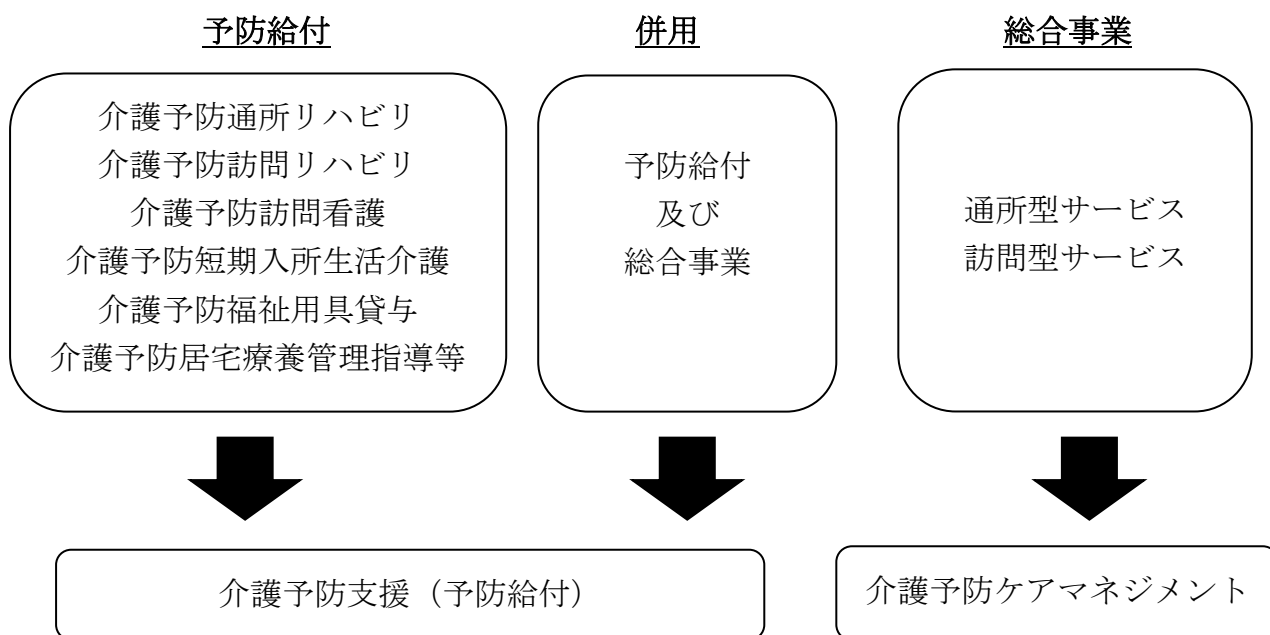 予防給付
介護予防通所リハビリ
介護予防訪問リハビリ
介護予防訪問看護
介護予防短期入所生活介護
介護予防福祉用具貸与
介護予防居宅療養管理指導等
併用
予防給付
及び
総合事業
総合事業
通所型サービス
訪問型サービス
介護予防支援（予防給付）
介護予防ケアマネジメント